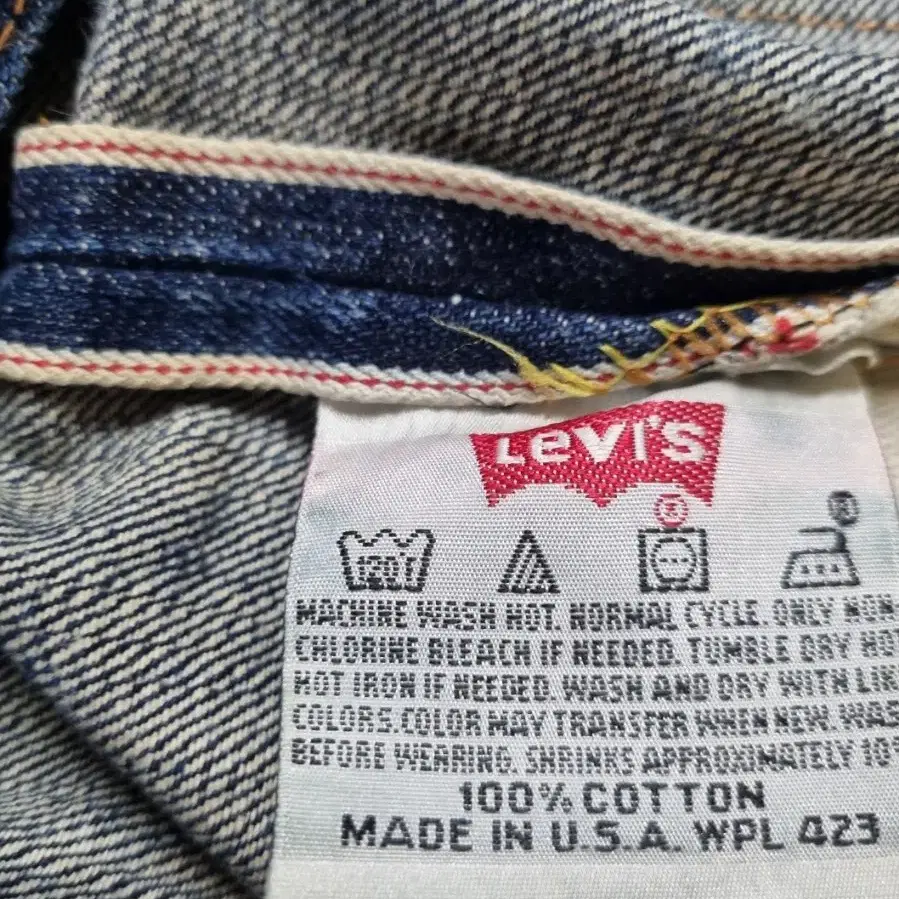 LEVI'S
®
120F
MACHINE WASH HOT. NORMAL CYCLE. ONLY NON-
CHLORINE BLEACH IF NEEDED. TUMBLE DRY HOT
HOT IRON IF NEEDED. WASH AND DRY WITH LIKE
COLORS. COLOR MAY TRANSFER WHEN NEW. WAS
BEFORE WEARING. SHRINKS APPROXIMATELY 10%
100% COTTON
MADE IN U.S.A. WPL 423